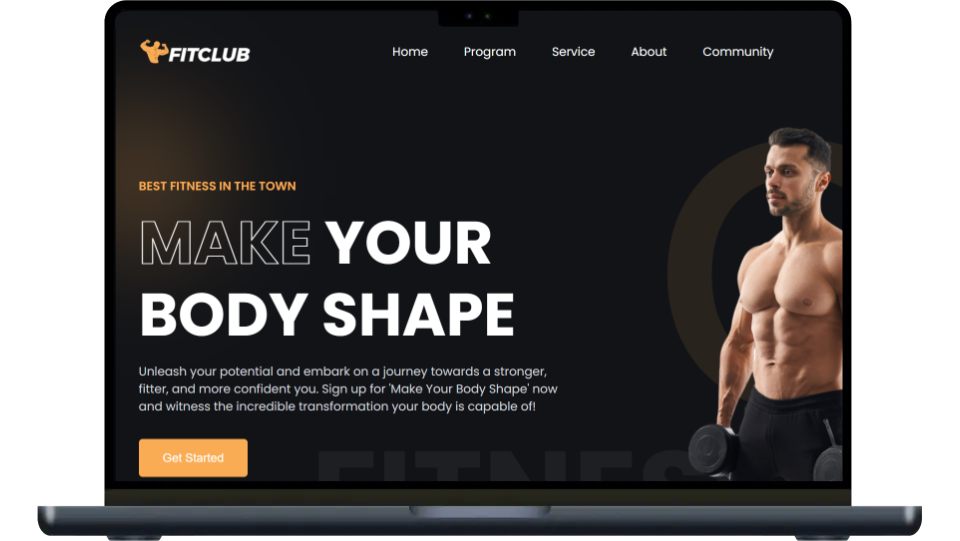 FITCLUB
Home Program Service About Community
BEST FITNESS IN THE TOWN
MAKE YOUR
BODY SHAPE
Unleash your potential and embark on a journey towards a stronger,
fitter, and more confident you. Sign up for 'Make Your Body Shape' now
and witness the incredible transformation your body is capable of!
Get Started
FITNES